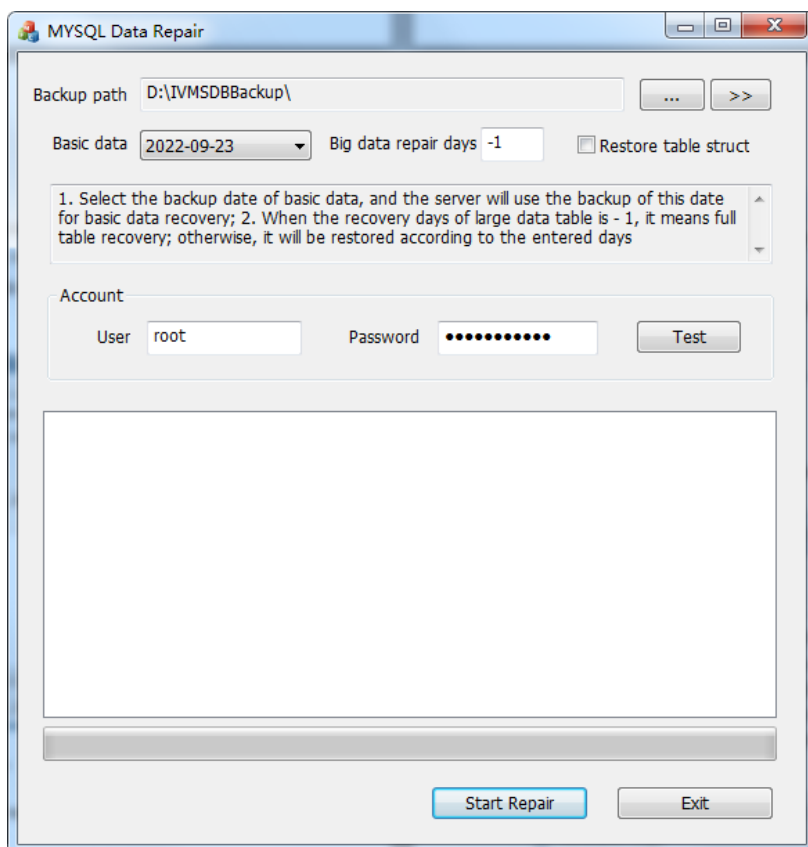 MYSQL Data Repair
Backup path D:\IVMSDBBackup\ ... >>
Basic data 2022-09-23 Big data repair days -1 Restore table struct
1. Select the backup date of basic data, and the server will use the backup of this date
for basic data recovery; 2. When the recovery days of large data table is - 1, it means full
table recovery; otherwise, it will be restored according to the entered days
Account
User root Password ●●●●●●●●●●● Test
Start Repair Exit